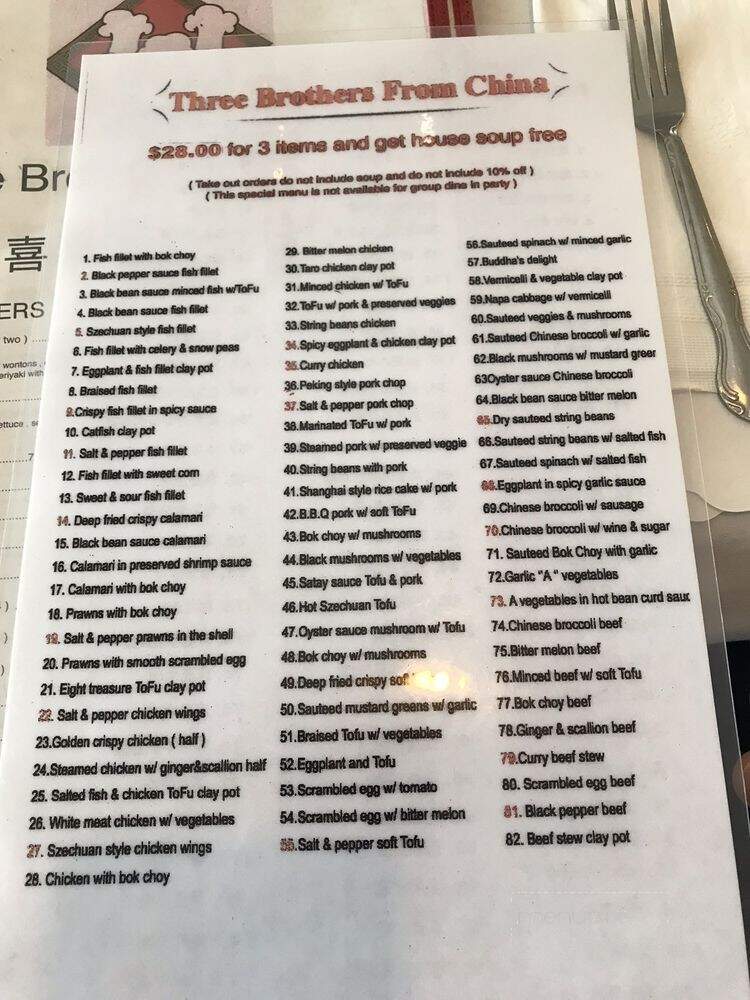 Three Brothers From China
$28.00 for 3 items and get house soup free
( Take out orders do not include soup and do not include 10% off )
( This special menu is not available for group dine in party )
1. Fish fillet with bok choy
2. Black pepper sauce fish fillet
3. Black bean sauce minced fish w/ToFu
4. Black bean sauce fish fillet
5. Szechuan style fish fillet
6. Fish fillet with celery & snow peas
7. Eggplant & fish fillet clay pot
8. Braised fish fillet
9.Crispy fish fillet in spicy sauce
10. Catfish clay pot
11. Salt & pepper fish fillet
12. Fish fillet with sweet corn
13. Sweet & sour fish fillet
14. Deep fried crispy calamari
15. Black bean sauce calamari
16. Calamari in preserved shrimp sauce
17. Calamari with bok choy
18. Prawns with bok choy
19. Salt & pepper prawns in the shell
20. Prawns with smooth scrambled egg
21. Eight treasure ToFu clay pot
22. Salt & pepper chicken wings
23.Golden crispy chicken ( half )
24.Steamed chicken w/ ginger&scallion half
25. Salted fish & chicken ToFu clay pot
26. White meat chicken w/ vegetables
27. Szechuan style chicken wings
28. Chicken with bok choy
29. Bitter melon chicken
30.Taro chicken clay pot
31.Minced chicken w/ ToFu
32.ToFu w/ pork & preserved veggies
33.String beans chicken
34.Spicy eggplant & chicken clay pot
35.Curry chicken
36.Peking style pork chop
37.Salt & pepper pork chop
38.Marinated ToFu w/ pork
39.Steamed pork w/ preserved veggie
40.String beans with pork
41.Shanghai style rice cake w/ pork
42.B.B.Q pork w/ soft ToFu
43.Bok choy w/ mushrooms
44.Black mushrooms w/ vegetables
45.Satay sauce Tofu & pork
46.Hot Szechuan Tofu
47.Oyster sauce mushroom w/ Tofu
48.Bok choy w/ mushrooms
49.Deep fried crispy
50.Sauteed mustard greens w/ garlic
51.Braised Tofu w/ vegetables
52.Eggplant and Tofu
53.Scrambled egg w/ tomato
54.Scrambled egg w/ bitter melon
55.Salt & pepper soft Tofu
56.Sauteed spinach w/ minced garlic
57.Buddha's delight
58.Vermicelli & vegetable clay pot
59.Napa cabbage w/ vermicelli
60.Sauteed veggies & mushrooms
61.Sauteed Chinese broccoli w/ garlic
62.Black mushrooms w/ mustard greer
63Oyster sauce Chinese broccoli
64.Black bean sauce bitter melon
65.Dry sauteed string beans
66.Sauteed string beans w/ salted fish
67.Sauteed spinach w/ salted fish
68.Eggplant in spicy garlic sauce
69.Chinese broccoli w/ sausage
70.Chinese broccoli w/ wine & sugar
71. Sauteed Bok Choy with garlic
72.Garlic "A" vegetables
73. A vegetables in hot bean curd sauc
74.Chinese broccoli beef
75.Bitter melon beef
76.Minced beef w/ soft Tofu
77.Bok choy beef
78.Ginger & scallion beef
79.Curry beef stew
80. Scrambled egg beef
81. Black pepper beef
82. Beef stew clay pot
喜
ERS
two )
wontons ,
eriyaki with
ettuce